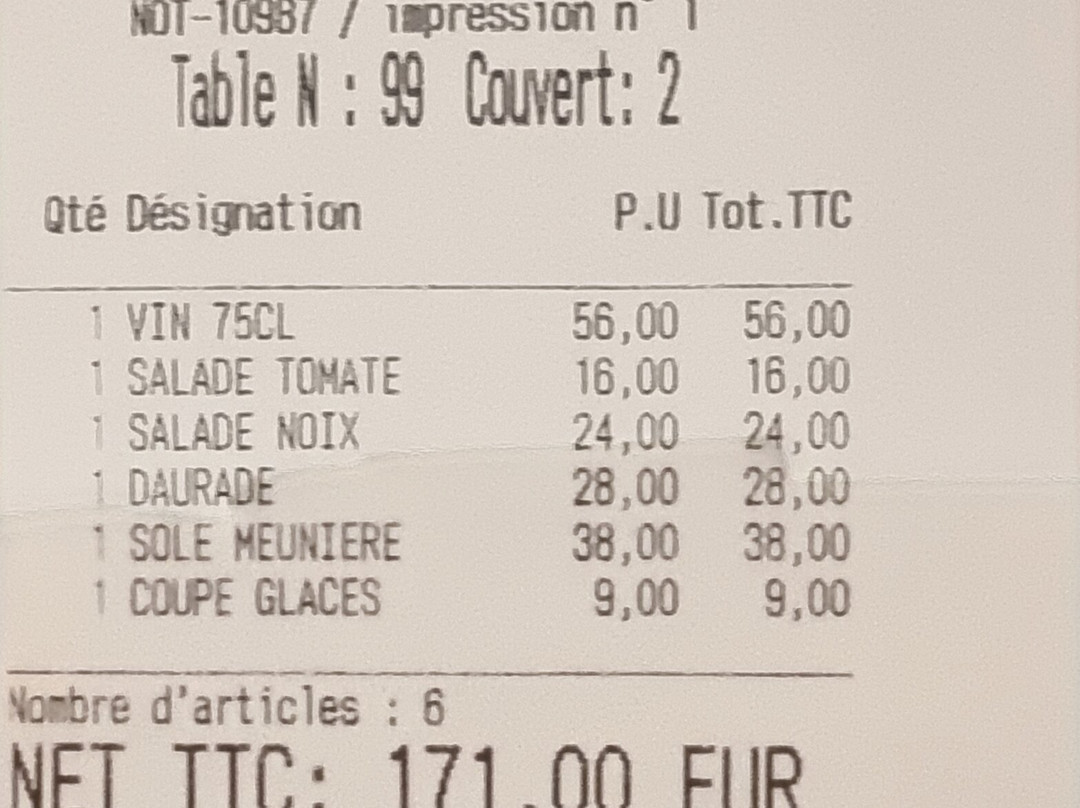 NOT-10987 / impression n° 1
Table N : 99 Couvert: 2
Qté Désignation P.U Tot.TTC
1 VIN 75CL 56,00 56,00
1 SALADE TOMATE 16,00 16,00
1 SALADE NOIX 24,00 24,00
1 DAURADE 28,00 28,00
1 SOLE MEUNIERE 38,00 38,00
1 COUPE GLACES 9,00 9,00
Nombre d'articles : 6
NET TTC: 171.00 EUR